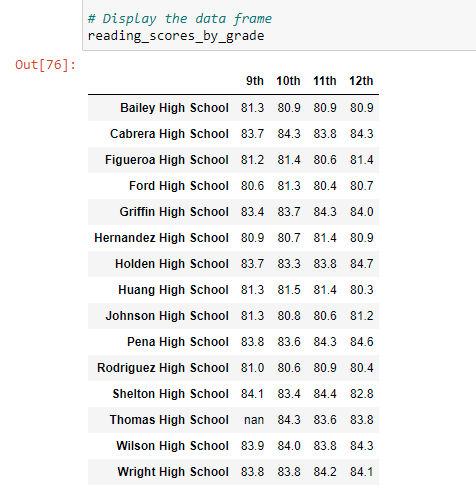 # Display the data frame
reading_scores_by_grade
Out[76]:
9th 10th 11th 12th
Bailey High School 81.3 80.9 80.9 80.9
Cabrera High School 83.7 84.3 83.8 84.3
Figueroa High School 81.2 81.4 80.6 81.4
Ford High School 80.6 81.3 80.4 80.7
Griffin High School 83.4 83.7 84.3 84.0
Hernandez High School 80.9 80.7 81.4 80.9
Holden High School 83.7 83.3 83.8 84.7
Huang High School 81.3 81.5 81.4 80.3
Johnson High School 81.3 80.8 80.6 81.2
Pena High School 83.8 83.6 84.3 84.6
Rodriguez High School 81.0 80.6 80.9 80.4
Shelton High School 84.1 83.4 84.4 82.8
Thomas High School nan 84.3 83.6 83.8
Wilson High School 83.9 84.0 83.8 84.3
Wright High School 83.8 83.8 84.2 84.1